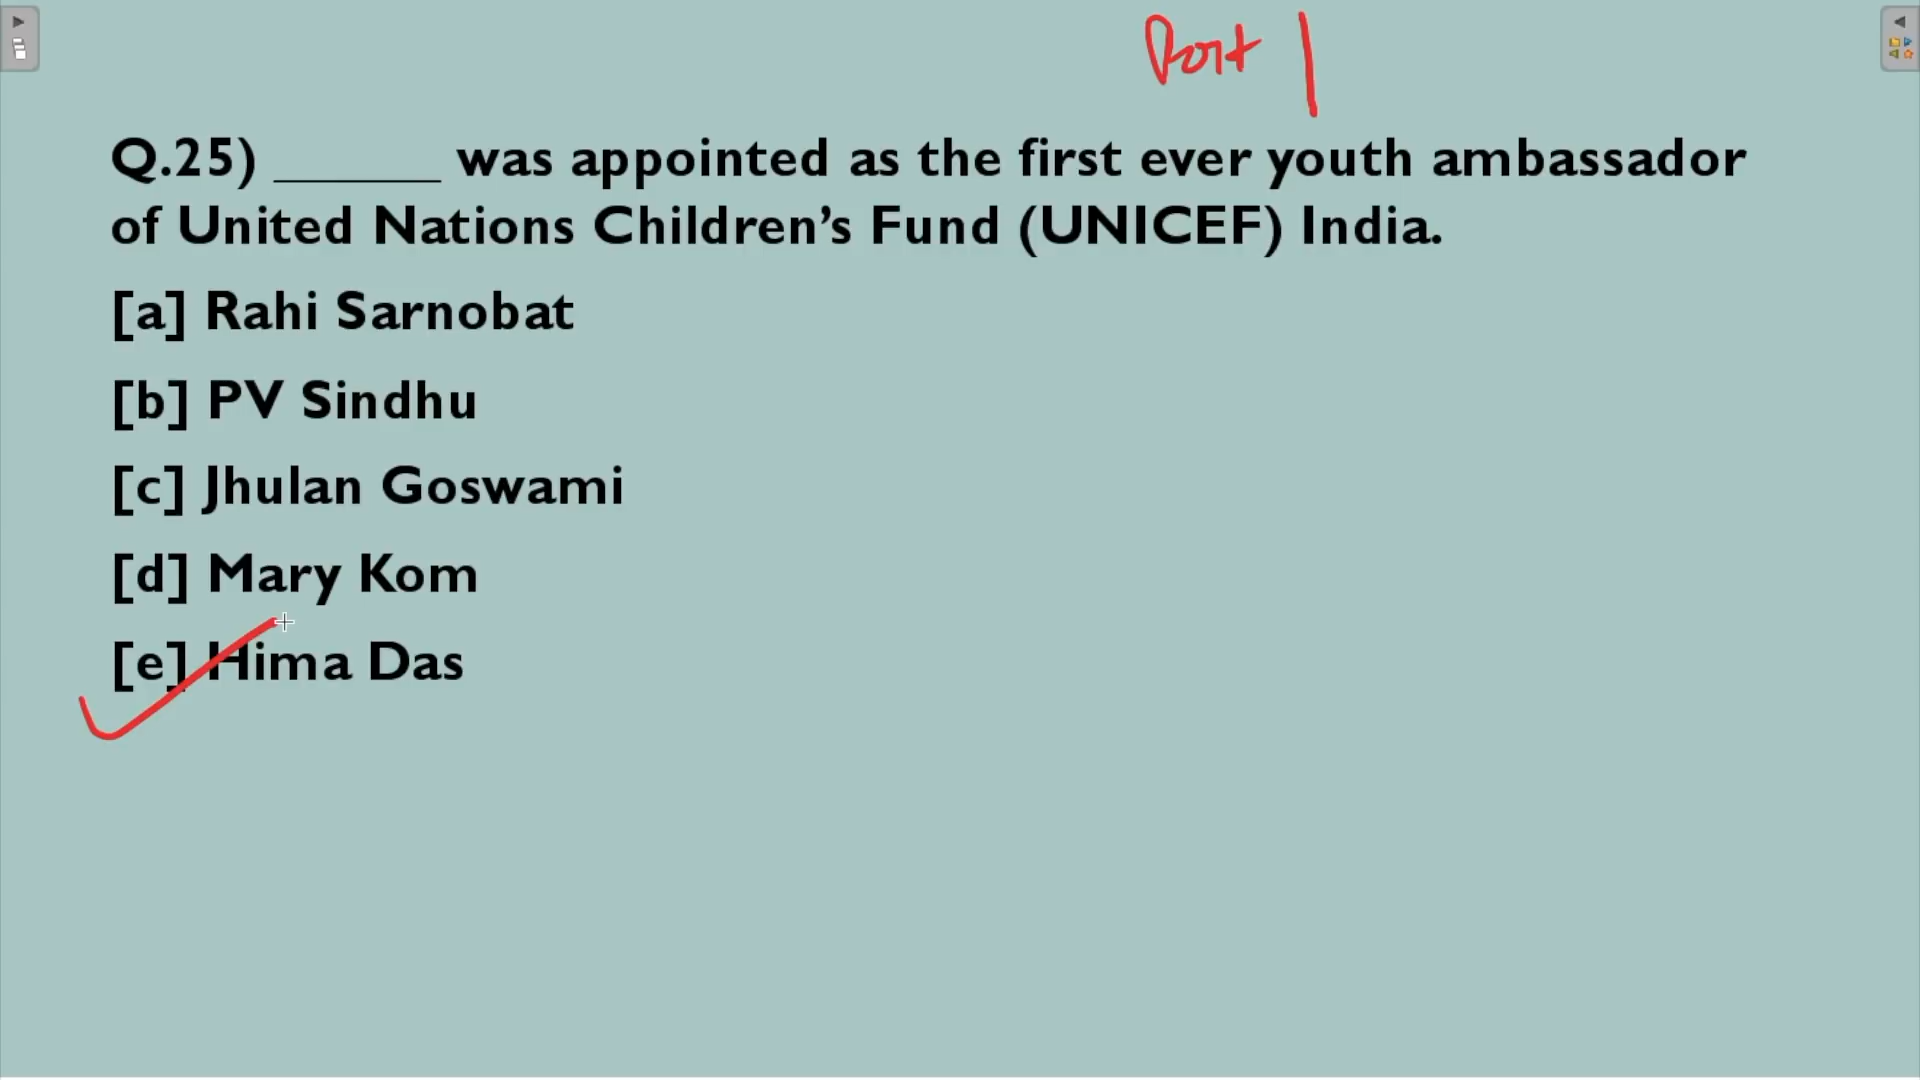 Part 1
Q.25) ______ was appointed as the first ever youth ambassador
of United Nations Children’s Fund (UNICEF) India.
[a] Rahi Sarnobat
[b] PV Sindhu
[c] Jhulan Goswami
[d] Mary Kom
[e] Hima Das